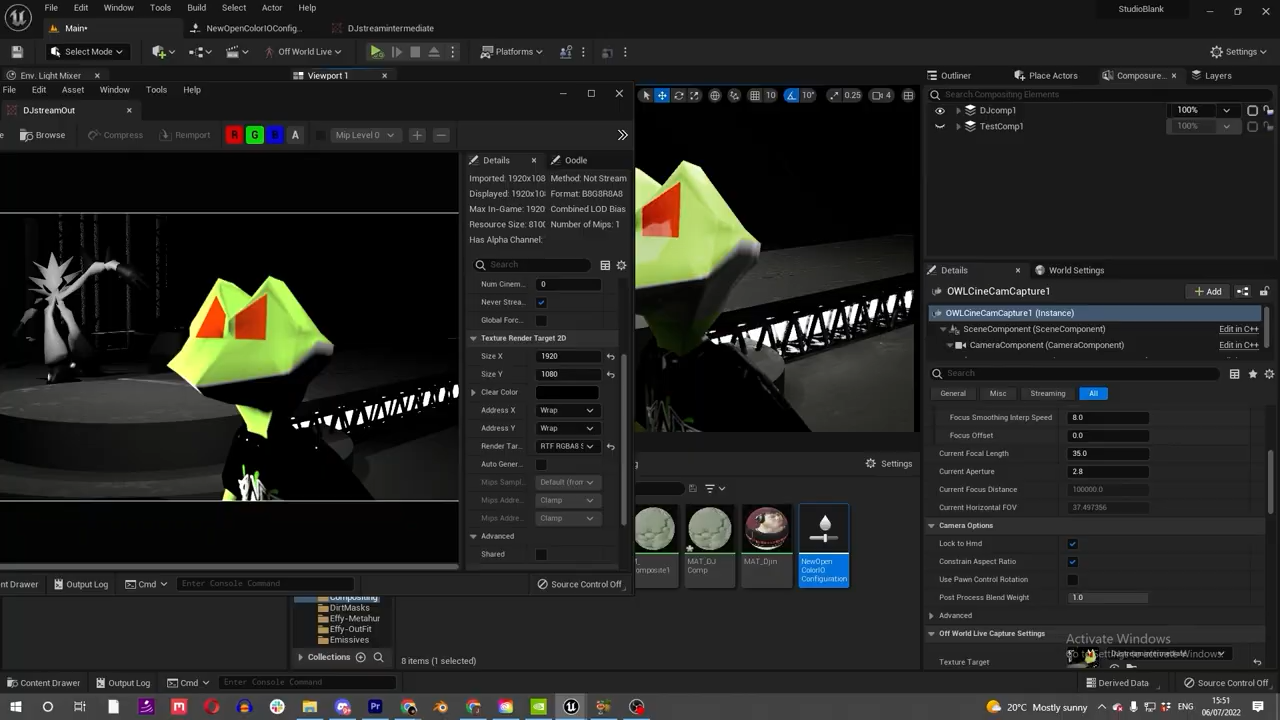 File Edit Window Tools Build Select Actor Help
StudioBlank
Main*
NewOpenColorIOConfig...
DJstreamintermediate
Select Mode
Off World Live
Platforms
Settings
Env. Light Mixer
Viewport 1
Outliner
Place Actors
Composure...
Layers
File Edit Asset Window Tools Help
10 10° 0.25 4
Search Compositing Elements
DJstreamOut
DJcomp1 100%
TestComp1 100%
Browse
Compress
Reimport
R G B A
Mip Level 0
Details
Oodle
Imported: 1920x108 Method: Not Stream
Displayed: 1920x10 Format: B8G8R8A8
Max In-Game: 1920 Combined LOD Bias
Resource Size: 8100 Number of Mips: 1
Has Alpha Channel:
Search
Num Cinem... 0
Never Strea...
Global Forc...
Texture Render Target 2D
Size X 1920
Size Y 1080
Clear Color
Address X Wrap
Address Y Wrap
Render Tar... RTF RGBA8 S
Auto Gener...
Mips Sampl... Default (from
Mips Addre... Clamp
Mips Addre... Clamp
Advanced
Shared
Details
World Settings
OWLCineCamCapture1
Add
OWLCineCamCapture1 (Instance)
SceneComponent (SceneComponent) Edit in C++
CameraComponent (CameraComponent) Edit in C++
Search
General Misc Streaming All
Focus Smoothing Interp Speed 8.0
Focus Offset 0.0
Current Focal Length 35.0
Current Aperture 2.8
Current Focus Distance 100000.0
Current Horizontal FOV 37.497356
Camera Options
Lock to Hmd
Constrain Aspect Ratio
Use Pawn Control Rotation
Post Process Blend Weight 1.0
Advanced
Off World Live Capture Settings
Texture Target
Activate Windows
Settings
MAT_DJ
Comp
MAT_Djin
NewOpen
ColorIO
Configuration
Output Log
Cmd
Enter Console Command
Source Control Off
Compositing
DirtMasks
Effy-Metahur
Effy-OutFit
Emissives
Collections
8 items (1 selected)
Content Drawer
Output Log
Cmd
Enter Console Command
Derived Data
Source Control Off
20°C Mostly sunny
ENG
15:51
06/07/2022